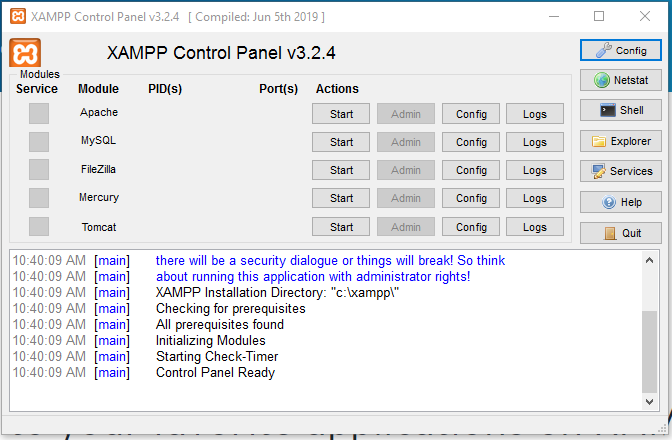 XAMPP Control Panel v3.2.4 [ Compiled: Jun 5th 2019 ]
XAMPP Control Panel v3.2.4
Config
Modules
Service Module PID(s) Port(s) Actions
Netstat
Apache Start Admin Config Logs
Shell
MySQL Start Admin Config Logs
Explorer
FileZilla Start Admin Config Logs
Services
Mercury Start Admin Config Logs
Help
Tomcat Start Admin Config Logs
Quit
10:40:09 AM [main] there will be a security dialogue or things will break! So think
10:40:09 AM [main] about running this application with administrator rights!
10:40:09 AM [main] XAMPP Installation Directory: "c:\xampp\"
10:40:09 AM [main] Checking for prerequisites
10:40:09 AM [main] All prerequisites found
10:40:09 AM [main] Initializing Modules
10:40:09 AM [main] Starting Check-Timer
10:40:09 AM [main] Control Panel Ready